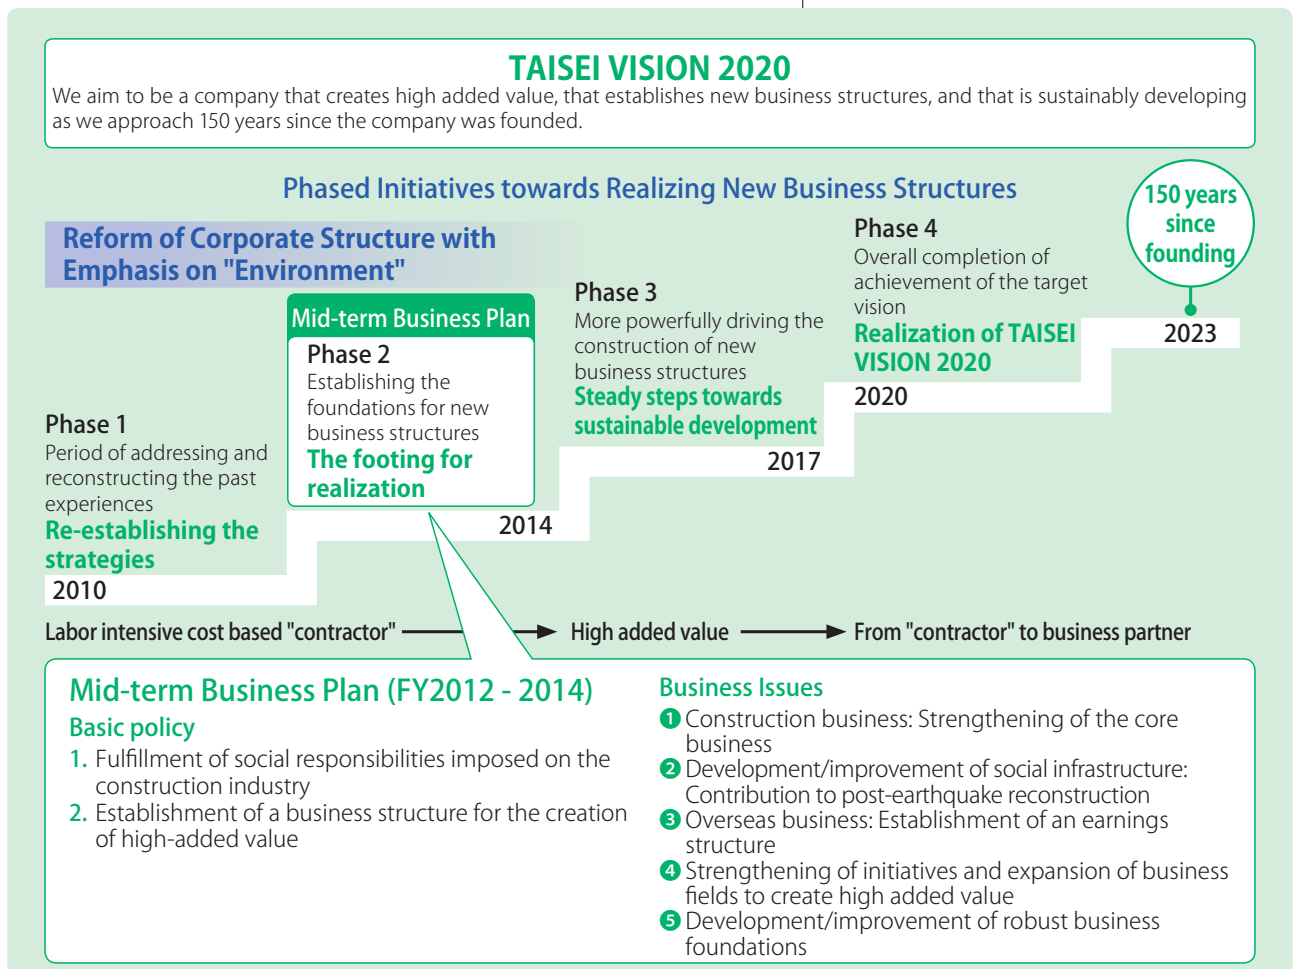 TAISEI VISION 2020
We aim to be a company that creates high added value, that establishes new business structures, and that is sustainably developing
as we approach 150 years since the company was founded.
Phased Initiatives towards Realizing New Business Structures
150 years
since
founding
Reform of Corporate Structure with
Emphasis on "Environment"
Phase 1
Period of addressing and
reconstructing the past
experiences
Re-establishing the
strategies
2010
Mid-term Business Plan
Phase 2
Establishing the
foundations for new
business structures
The footing for
realization
2014
Phase 3
More powerfully driving the
construction of new
business structures
Steady steps towards
sustainable development
2017
Phase 4
Overall completion of
achievement of the target
vision
Realization of TAISEI
VISION 2020
2020
2023
Labor intensive cost based "contractor"
High added value
From "contractor" to business partner
Mid-term Business Plan (FY2012 - 2014)
Basic policy
1. Fulfillment of social responsibilities imposed on the
construction industry
2. Establishment of a business structure for the creation
of high-added value
Business Issues
❶ Construction business: Strengthening of the core
business
❷ Development/improvement of social infrastructure:
Contribution to post-earthquake reconstruction
❸ Overseas business: Establishment of an earnings
structure
❹ Strengthening of initiatives and expansion of business
fields to create high added value
❺ Development/improvement of robust business
foundations